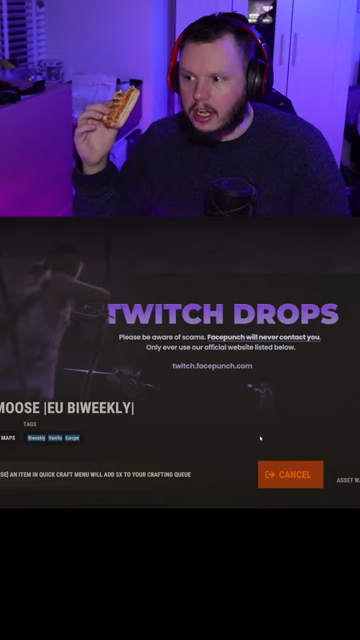 TWITCH DROPS
Please be aware of scams. Facepunch will never contact you.
Only ever use our official website listed below.
twitch.facepunch.com
MOOSE |EU BIWEEKLY|
TAGS
MAPS
Biweekly Vanilla Europe
SE] AN ITEM IN QUICK CRAFT MENU WILL ADD 5X TO YOUR CRAFTING QUEUE
CANCEL
ASSET WA